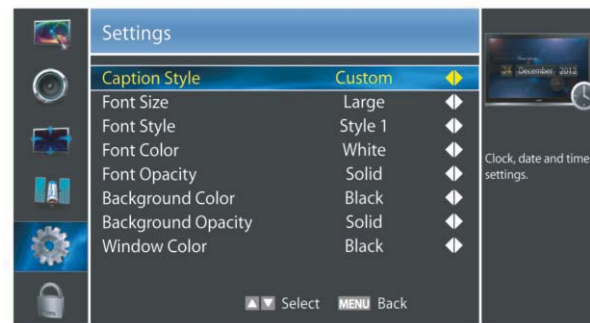 Settings
Caption Style Custom
Font Size Large
Font Style Style 1
Font Color White
Font Opacity Solid
Background Color Black
Background Opacity Solid
Window Color Black
▲ ▼ Select MENU Back
24 December 2012
Clock, date and time
settings.